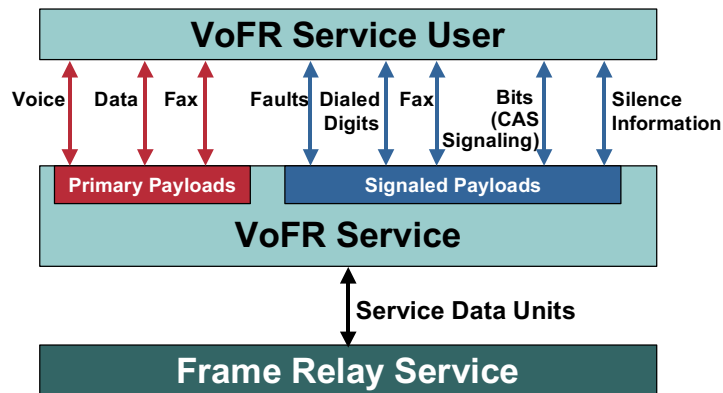 VoFR Service User
Voice
Data
Fax
Faults
Dialed
Digits
Fax
Bits
(CAS
Signaling)
Silence
Information
Primary Payloads
Signaled Payloads
VoFR Service
Service Data Units
Frame Relay Service